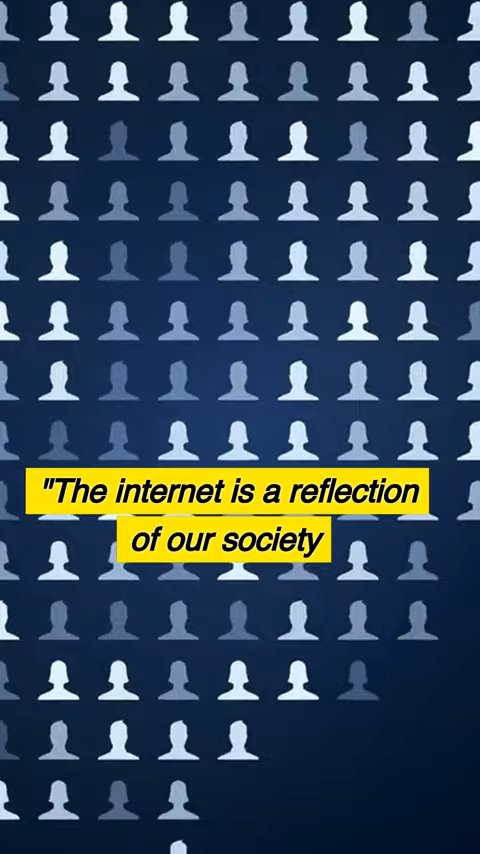 "The internet is a reflection
of our society